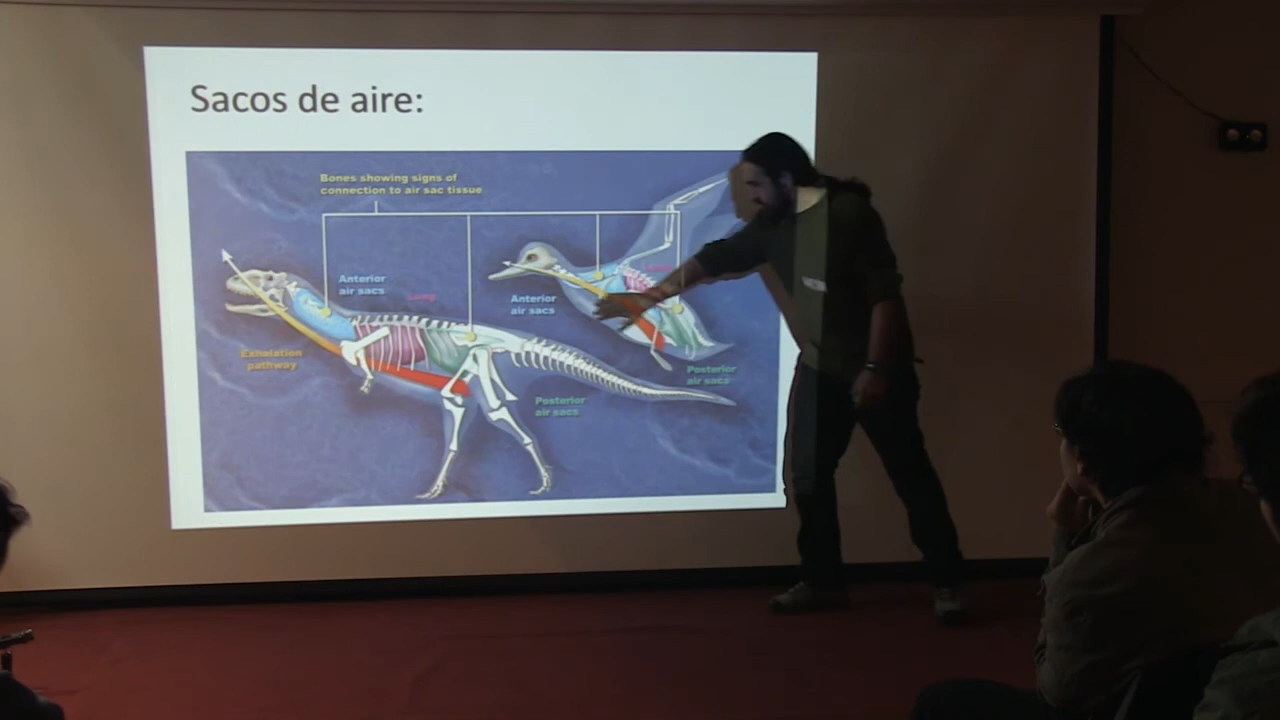 Sacos de aire:
Bones showing signs of
connection to air sac tissue
Anterior
air sacs
Lung
Anterior
air sacs
Exhalation
pathway
Posterior
air sacs
Posterior
air sacs